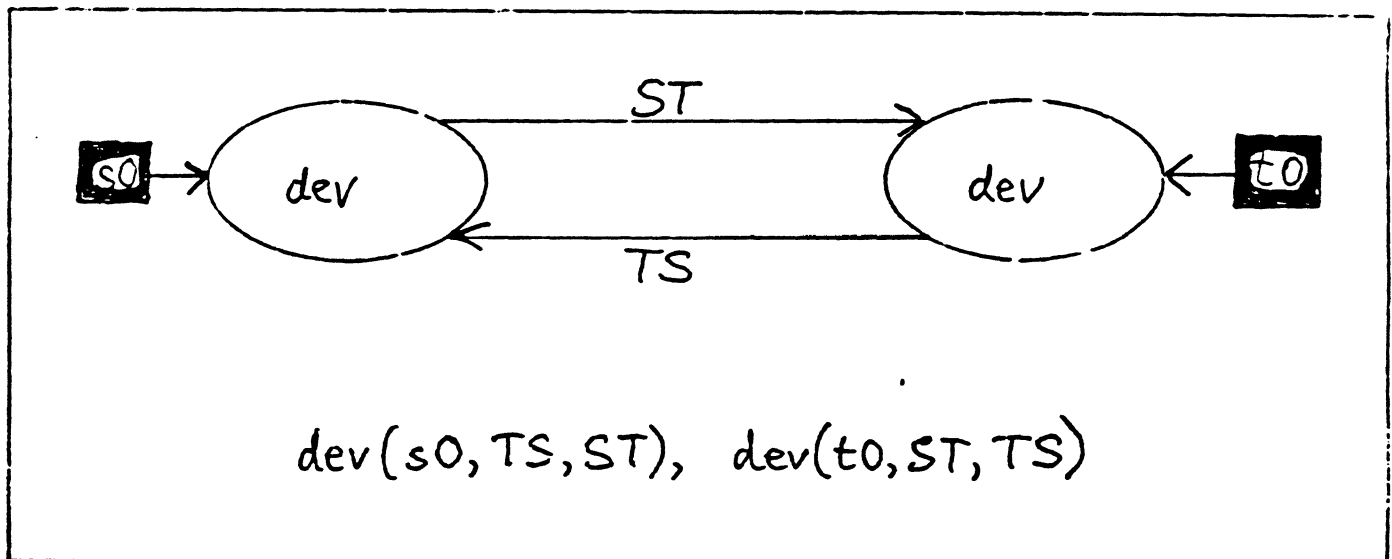 ST
s0 dev dev t0
TS
dev(s0, TS, ST), dev(t0, ST, TS)